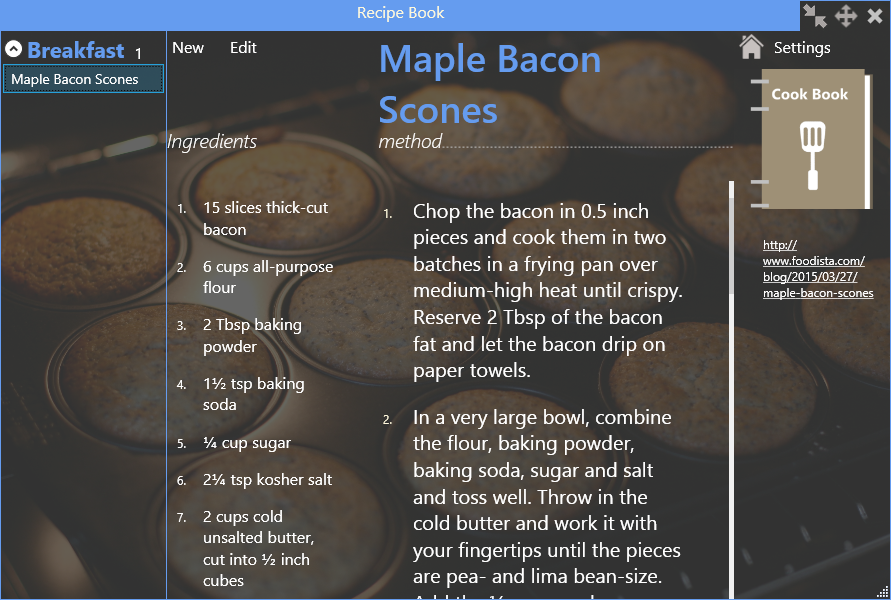 Recipe Book
Breakfast 1
Maple Bacon Scones
New Edit
Maple Bacon
Scones
Ingredients
1. 15 slices thick-cut
bacon
2. 6 cups all-purpose
flour
3. 2 Tbsp baking
powder
4. 1½ tsp baking
soda
5. ¼ cup sugar
6. 2¼ tsp kosher salt
7. 2 cups cold
unsalted butter,
cut into ½ inch
cubes
method
1. Chop the bacon in 0.5 inch
pieces and cook them in two
batches in a frying pan over
medium-high heat until crispy.
Reserve 2 Tbsp of the bacon
fat and let the bacon drip on
paper towels.
2. In a very large bowl, combine
the flour, baking powder,
baking soda, sugar and salt
and toss well. Throw in the
cold butter and work it with
your fingertips until the pieces
are pea- and lima bean-size.
Settings
Cook Book
http://
www.foodista.com/
blog/2015/03/27/
maple-bacon-scones